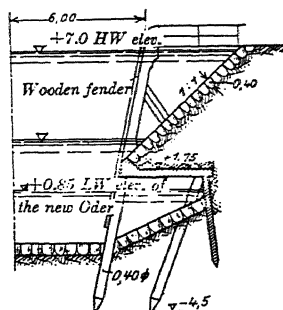 6,00
+7.0 HW elev.
Wooden fender
1:1
0,40
+1.75
+0.85 LW elev. of
the new Oder
0,40 ϕ
-4,5